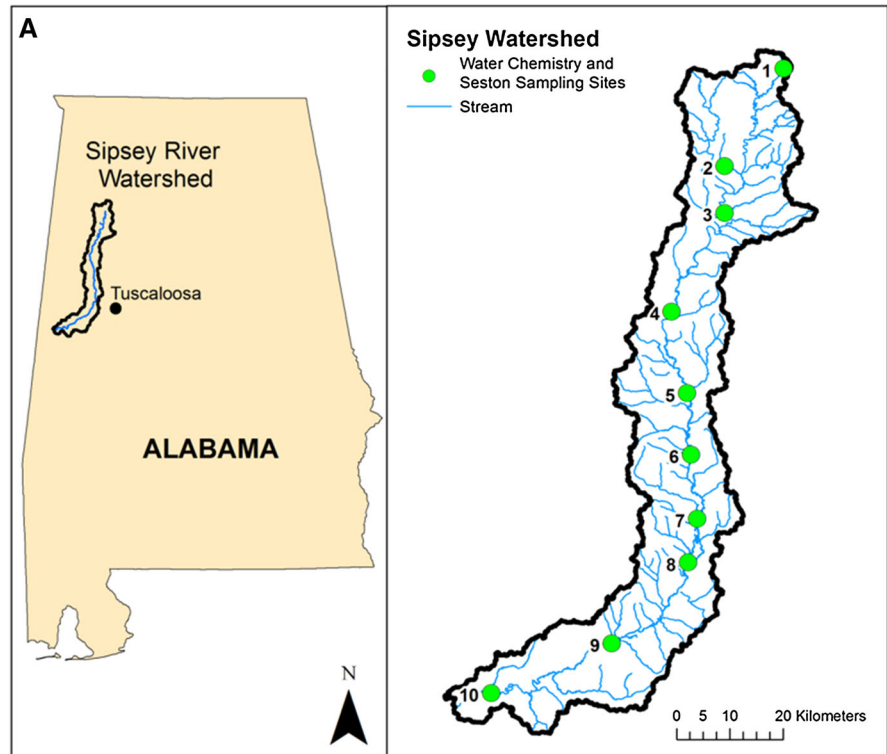 A
Sipsey River
Watershed
Tuscaloosa
ALABAMA
N
Sipsey Watershed
Water Chemistry and
Seston Sampling Sites
Stream
1
2
3
4
5
6
7
8
9
10
0 5 10 20 Kilometers